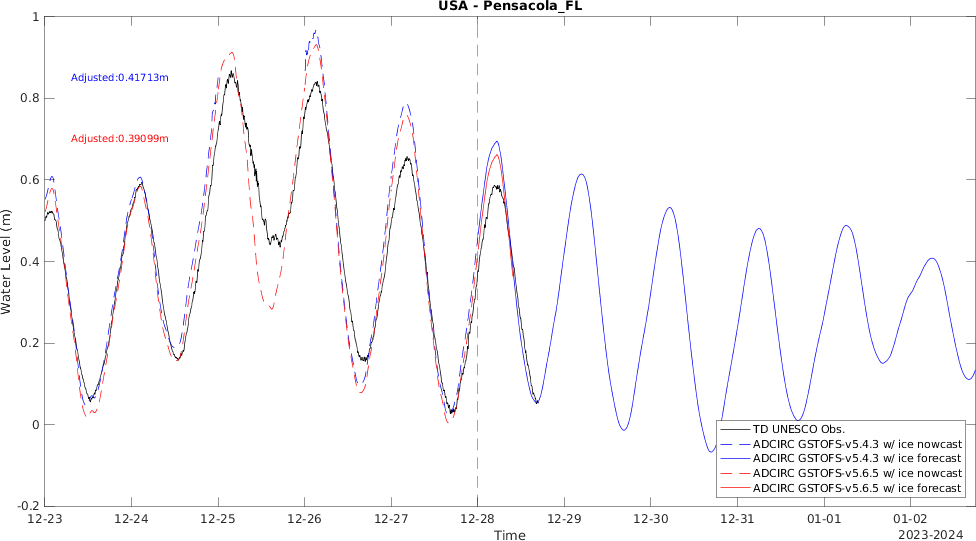 USA - Pensacola_FL
1
0.8
0.6
0.4
0.2
0
-0.2
Water Level (m)
Adjusted:0.41713m
Adjusted:0.39099m
TD UNESCO Obs.
ADCIRC GSTOFS-v5.4.3 w/ ice nowcast
ADCIRC GSTOFS-v5.4.3 w/ ice forecast
ADCIRC GSTOFS-v5.6.5 w/ ice nowcast
ADCIRC GSTOFS-v5.6.5 w/ ice forecast
12-23 12-24 12-25 12-26 12-27 12-28 12-29 12-30 12-31 01-01 01-02
Time
2023-2024